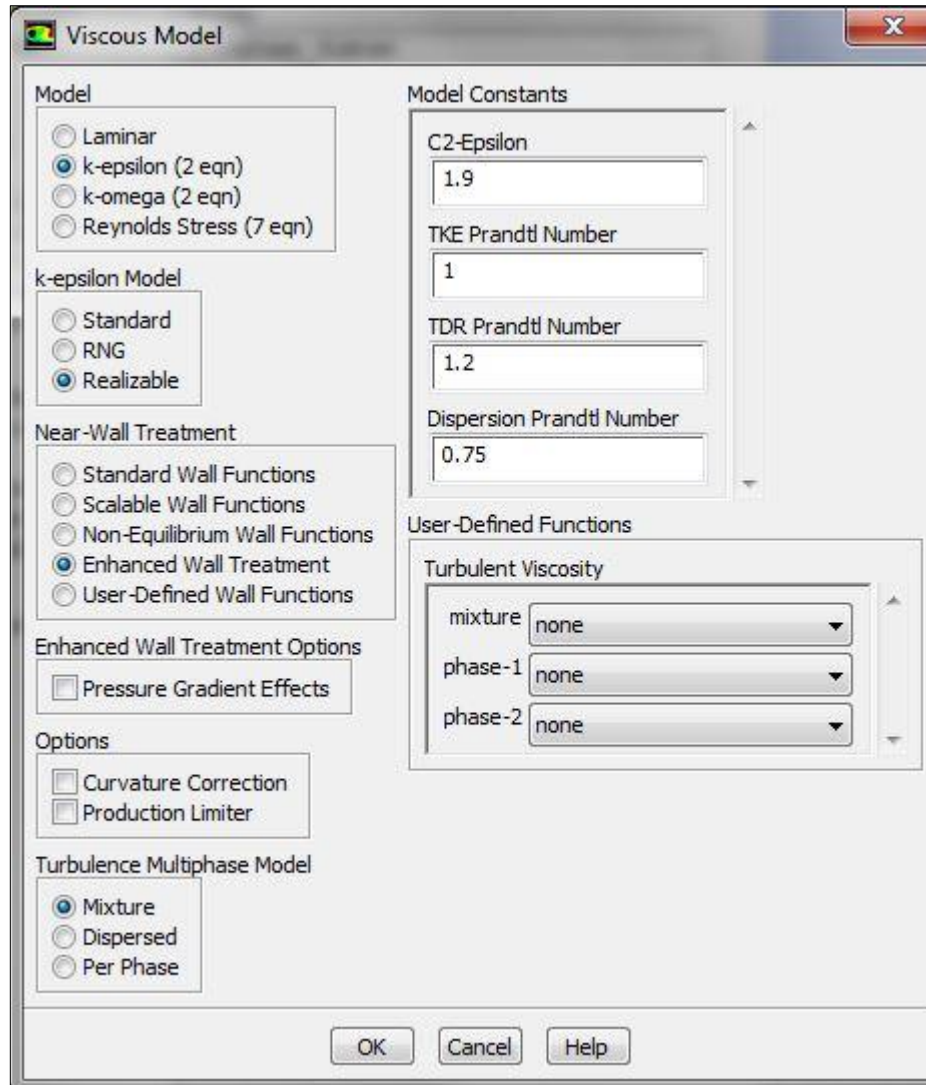 Viscous Model
Model
Laminar
k-epsilon (2 eqn)
k-omega (2 eqn)
Reynolds Stress (7 eqn)
k-epsilon Model
Standard
RNG
Realizable
Near-Wall Treatment
Standard Wall Functions
Scalable Wall Functions
Non-Equilibrium Wall Functions
Enhanced Wall Treatment
User-Defined Wall Functions
Enhanced Wall Treatment Options
Pressure Gradient Effects
Options
Curvature Correction
Production Limiter
Turbulence Multiphase Model
Mixture
Dispersed
Per Phase
Model Constants
C2-Epsilon
1.9
TKE Prandtl Number
1
TDR Prandtl Number
1.2
Dispersion Prandtl Number
0.75
User-Defined Functions
Turbulent Viscosity
mixture none
phase-1 none
phase-2 none
OK Cancel Help